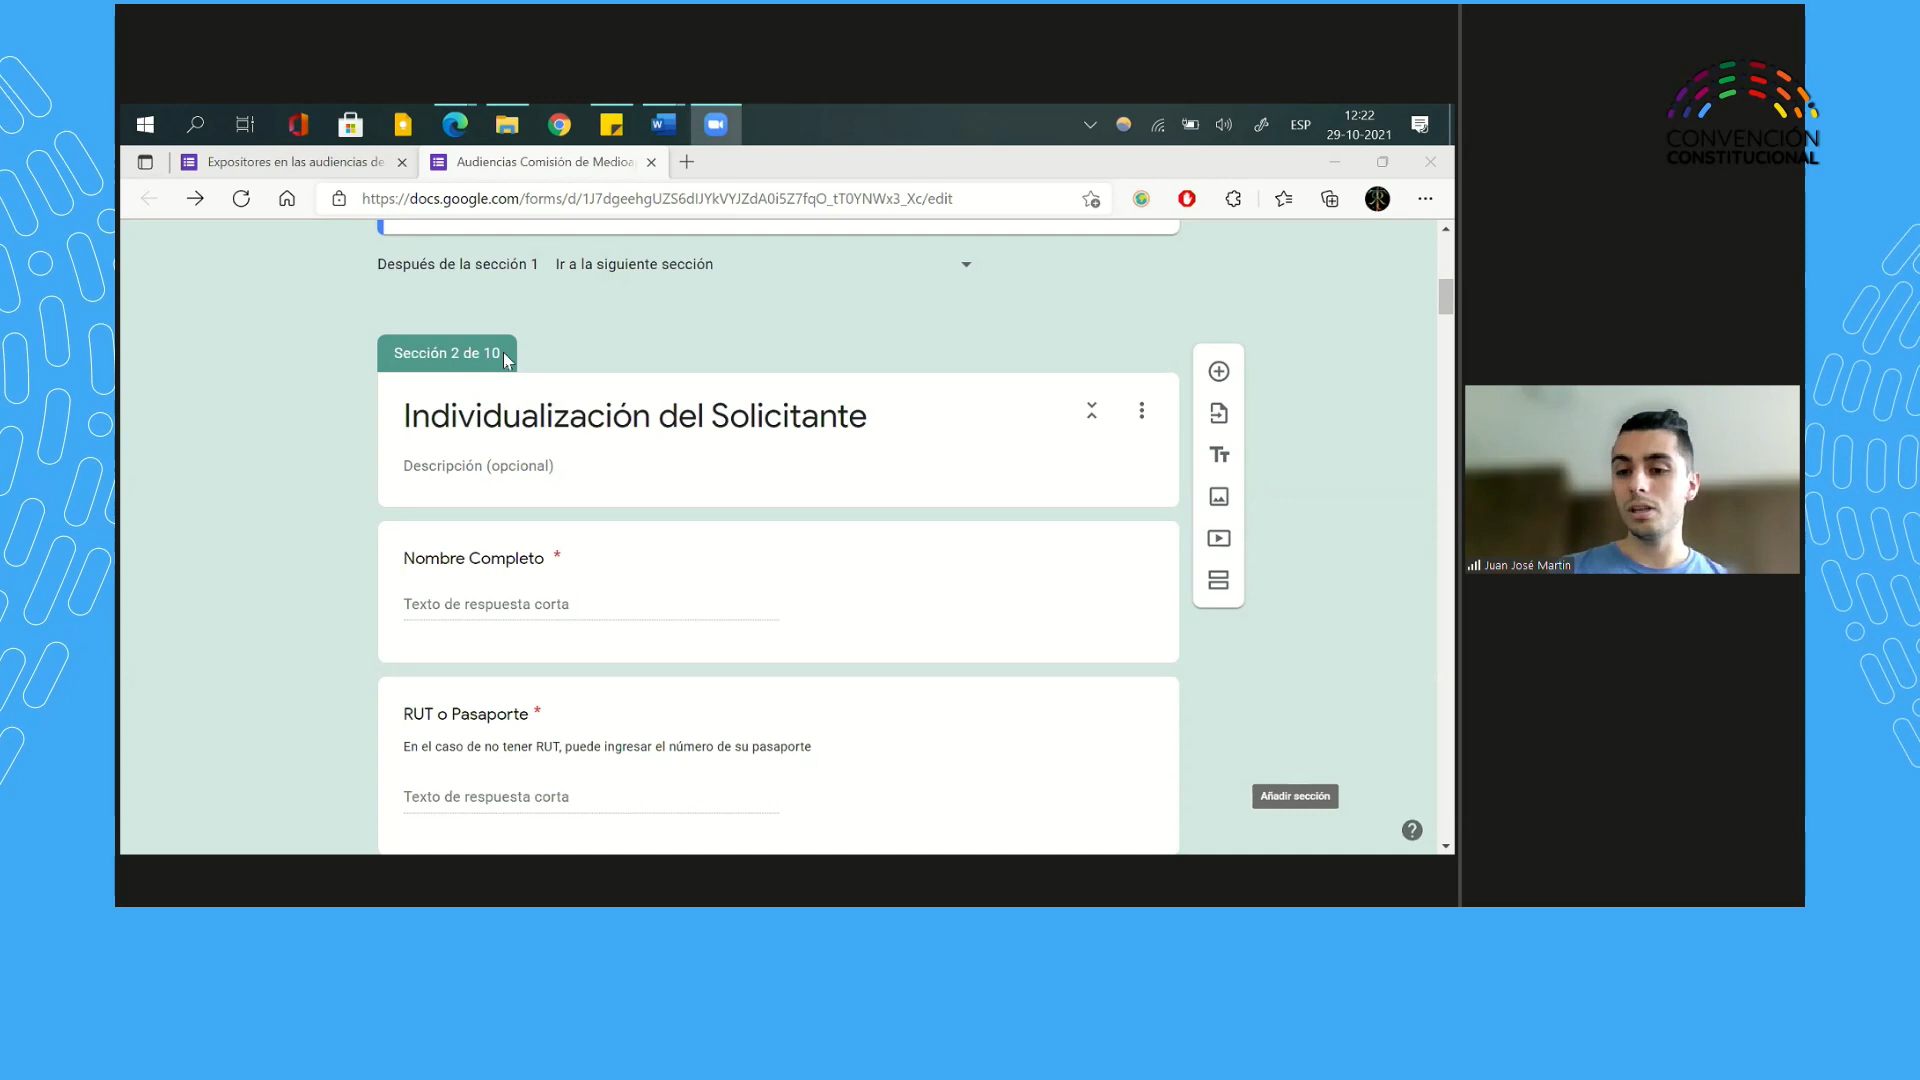 12:22
ESP
29-10-2021
CONVENCIÓN
CONSTITUCIONAL
Expositores en las audiencias de
Audiencias Comisión de Medioa
https://docs.google.com/forms/d/1J7dgeehgUZS6dIJYkVYJZdA0i5Z7fqO_tT0YNWx3_Xc/edit
Después de la sección 1 Ir a la siguiente sección
Sección 2 de 10
Individualización del Solicitante
Descripción (opcional)
Nombre Completo *
Texto de respuesta corta
Juan José Martin
RUT o Pasaporte *
En el caso de no tener RUT, puede ingresar el número de su pasaporte
Texto de respuesta corta
Añadir sección